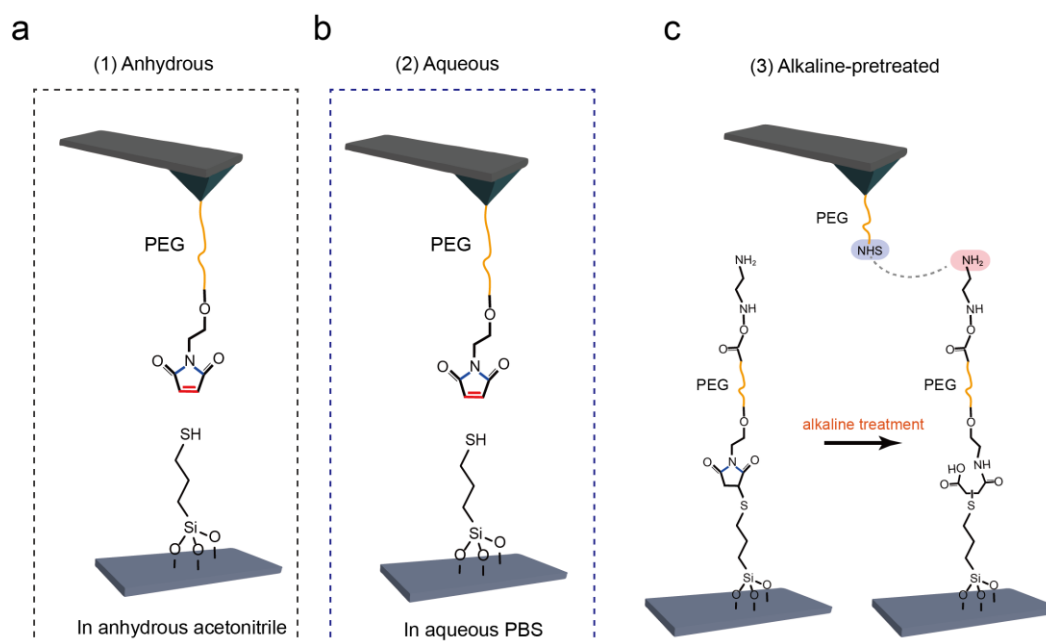 a
(1) Anhydrous
PEG
O
O
N
O
SH
Si
O
O
O
In anhydrous acetonitrile
b
(2) Aqueous
PEG
O
O
N
O
SH
Si
O
O
O
In aqueous PBS
c
(3) Alkaline-pretreated
PEG
NHS
NH₂
NH
O
O
PEG
O
N
O
O
S
Si
O
O
O
alkaline treatment
NH₂
NH
O
O
PEG
O
NH
HO
O
O
S
Si
O
O
O